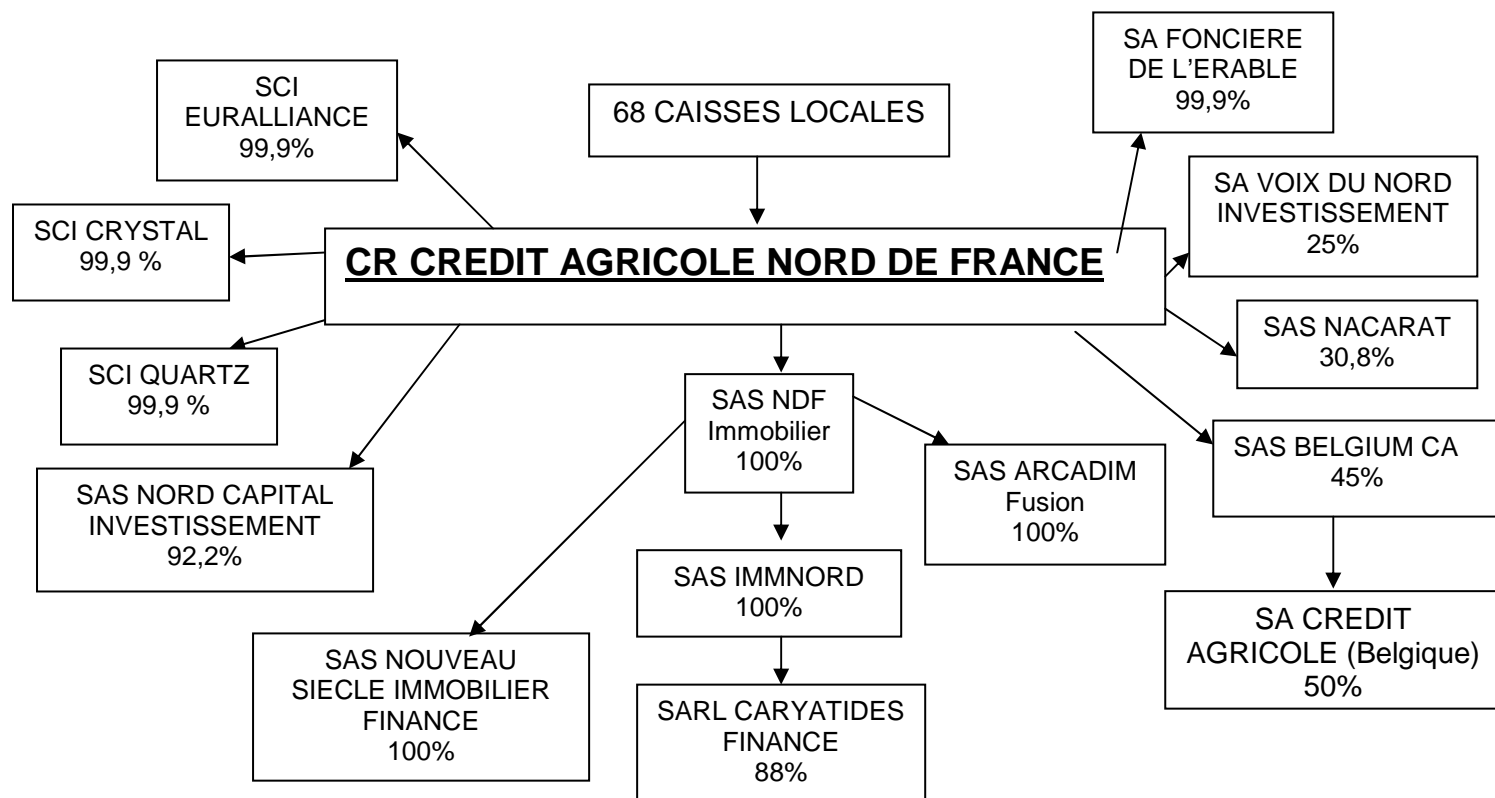 SA FONCIERE
DE L'ERABLE
99,9%
SCI
EURALLIANCE
99,9%
68 CAISSES LOCALES
SA VOIX DU NORD
INVESTISSEMENT
25%
SCI CRYSTAL
99,9 %
CR CREDIT AGRICOLE NORD DE FRANCE
SAS NACARAT
30,8%
SCI QUARTZ
99,9 %
SAS NDF
Immobilier
100%
SAS BELGIUM CA
45%
SAS ARCADIM
Fusion
100%
SAS NORD CAPITAL
INVESTISSEMENT
92,2%
SAS IMMNORD
100%
SA CREDIT
AGRICOLE (Belgique)
50%
SAS NOUVEAU
SIECLE IMMOBILIER
FINANCE
100%
SARL CARYATIDES
FINANCE
88%